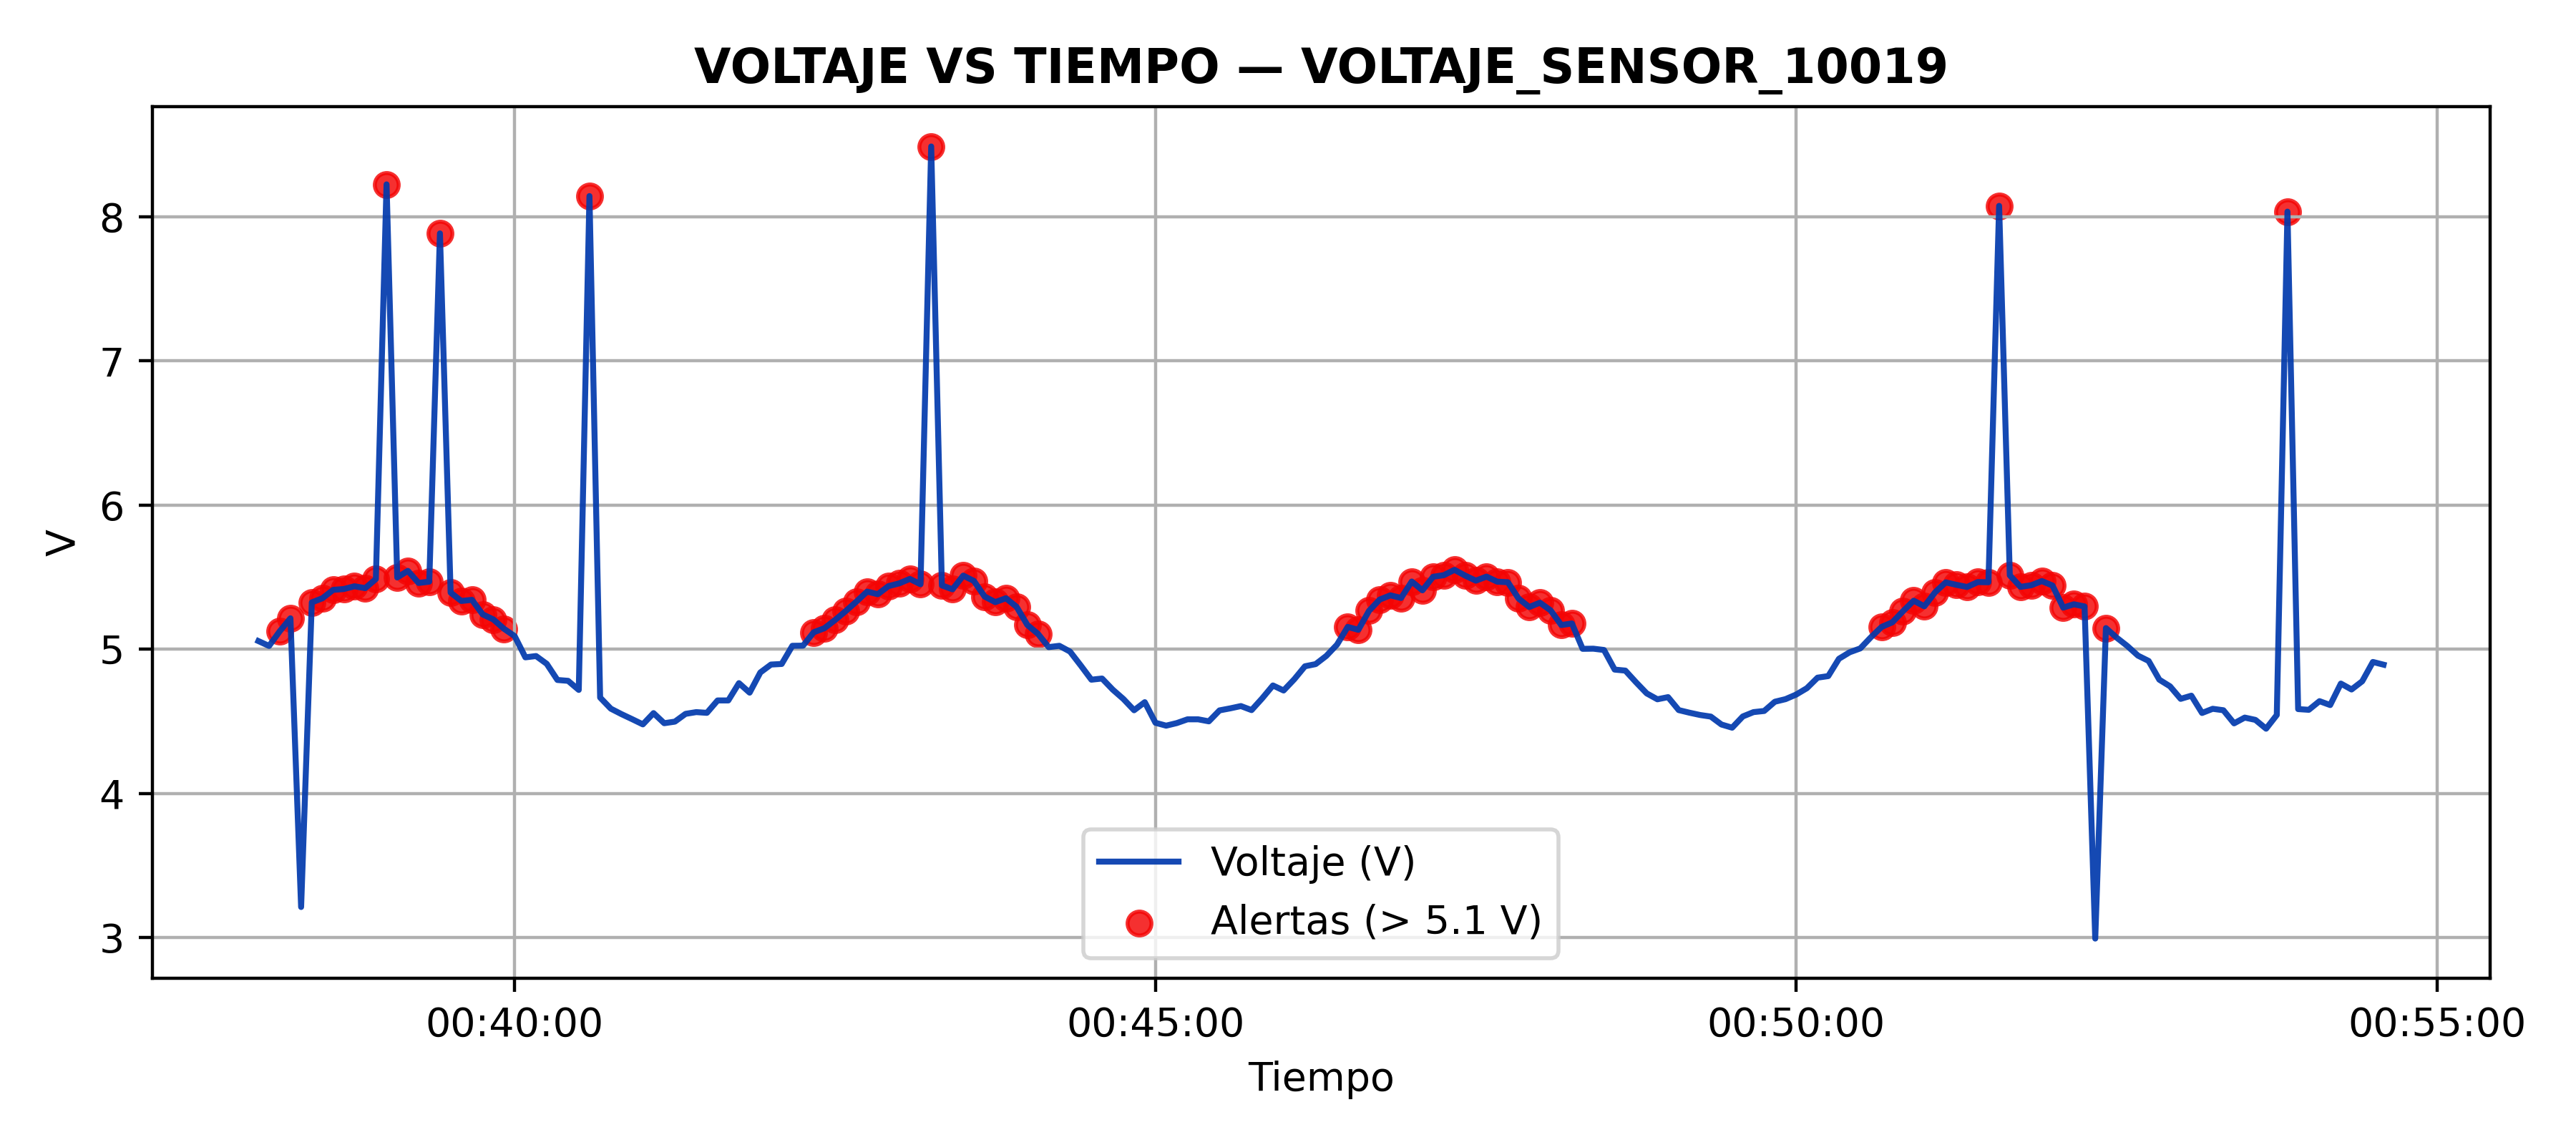 VOLTAJE VS TIEMPO — VOLTAJE_SENSOR_10019
V
8
7
6
5
4
3
Voltaje (V)
Alertas (> 5.1 V)
00:40:00 00:45:00 00:50:00 00:55:00
Tiempo